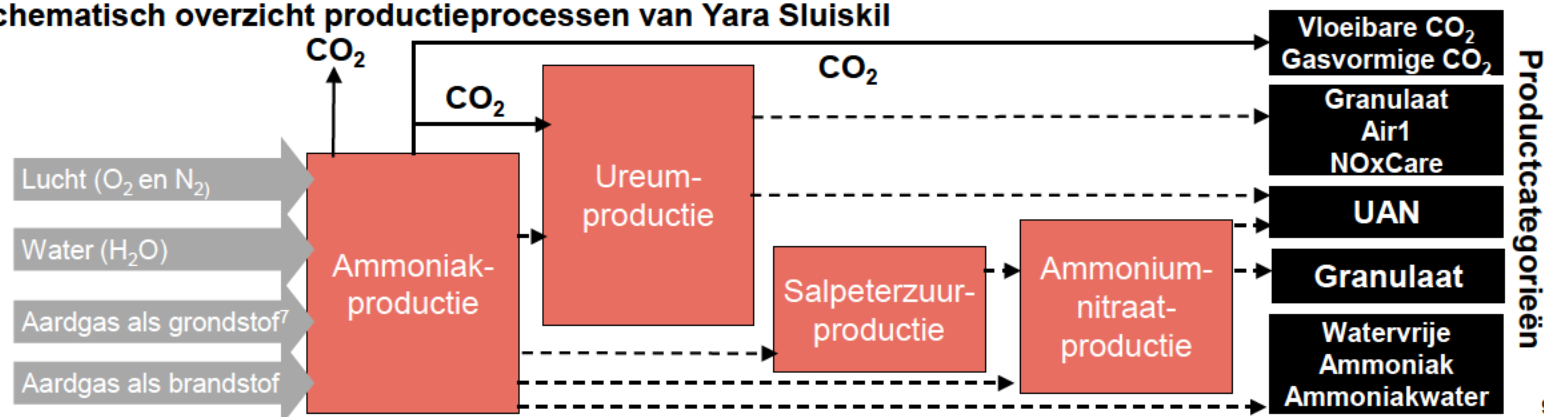 chematisch overzicht productieprocessen van Yara Sluiskil
CO₂
CO₂
CO₂
Lucht (O₂ en N₂₎
Water (H₂O)
Aardgas als grondstof⁷
Aardgas als brandstof
Ammoniak-
productie
Ureum-
productie
Salpeterzuur-
productie
Ammonium-
nitraat-
productie
Vloeibare CO₂
Gasvormige CO₂
Granulaat
Air1
NOxCare
UAN
Granulaat
Watervrije
Ammoniak
Ammoniakwater
Productcategorieën